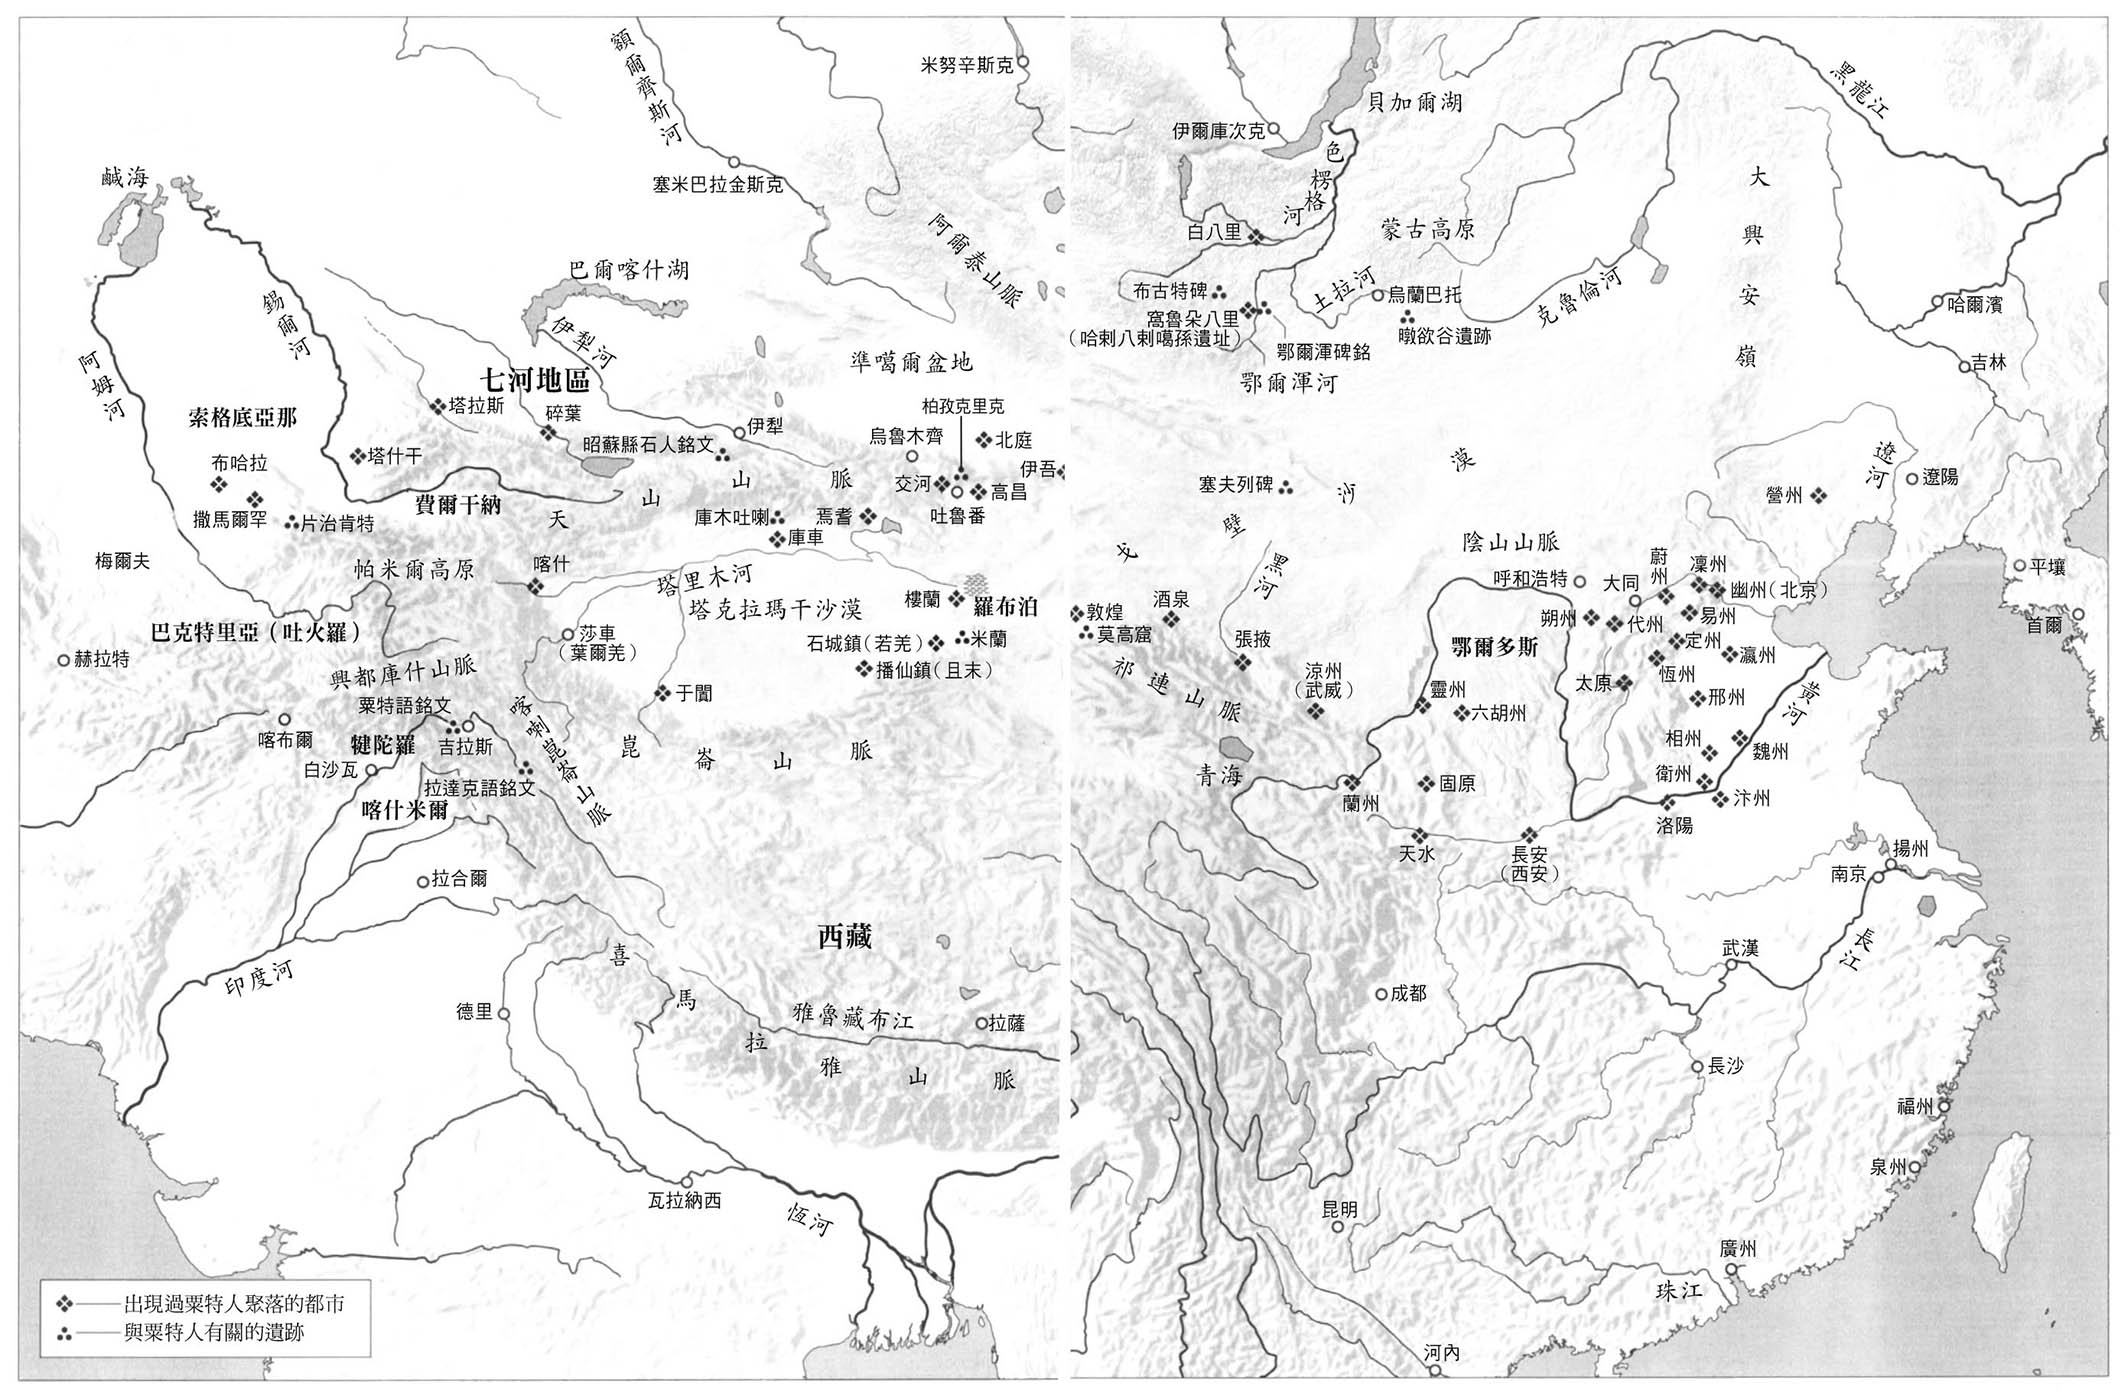 額爾齊斯河
米努辛斯克
鹹海
塞米巴拉金斯克
阿爾泰山脈
巴爾喀什湖
錫爾河
伊犁河
阿姆河
準噶爾盆地
七河地區
索格底亞那
塔拉斯
碎葉
柏孜克里克
伊犁
烏魯木齊
北庭
昭蘇縣石人銘文
塔什干
布哈拉
伊吾
交河
高昌
吐魯番
費爾干納
天山山脈
撒馬爾罕
片治肯特
庫木吐喇
焉耆
庫車
梅爾夫
帕米爾高原
喀什
塔里木河
塔克拉瑪干沙漠
樓蘭
羅布泊
巴克特里亞（吐火羅）
莎車
（葉爾羌）
石城鎮（若羌）
米蘭
赫拉特
興都庫什山脈
播仙鎮（且末）
于闐
粟特語銘文
喀喇崑崙山脈
喀布爾
犍陀羅
吉拉斯
崑崙山脈
白沙瓦
拉達克語銘文
喀什米爾
拉合爾
西藏
印度河
喜馬拉雅山脈
德里
雅魯藏布江
拉薩
瓦拉納西
恆河
出現過粟特人聚落的都市
與粟特人有關的遺跡
黑龍江
貝加爾湖
伊爾庫次克
色楞格河
大興安嶺
白八里
蒙古高原
布古特碑
土拉河
烏蘭巴托
克魯倫河
哈爾濱
窩魯朵八里
（哈剌八剌噶孫遺址）
暾欲谷遺跡
鄂爾渾碑銘
鄂爾渾河
吉林
遼河
遼陽
塞夫列碑
戈壁沙漠
營州
陰山山脈
黑河
呼和浩特
大同
蔚州
凜州
幽州（北京）
平壤
敦煌
酒泉
莫高窟
朔州
代州
易州
首爾
張掖
鄂爾多斯
定州
瀛州
恆州
祁連山脈
涼州
（武威）
靈州
六胡州
太原
邢州
黃河
相州
魏州
青海
蘭州
固原
衛州
汴州
洛陽
天水
長安
（西安）
揚州
南京
武漢
長江
成都
長沙
福州
泉州
昆明
廣州
珠江
河內